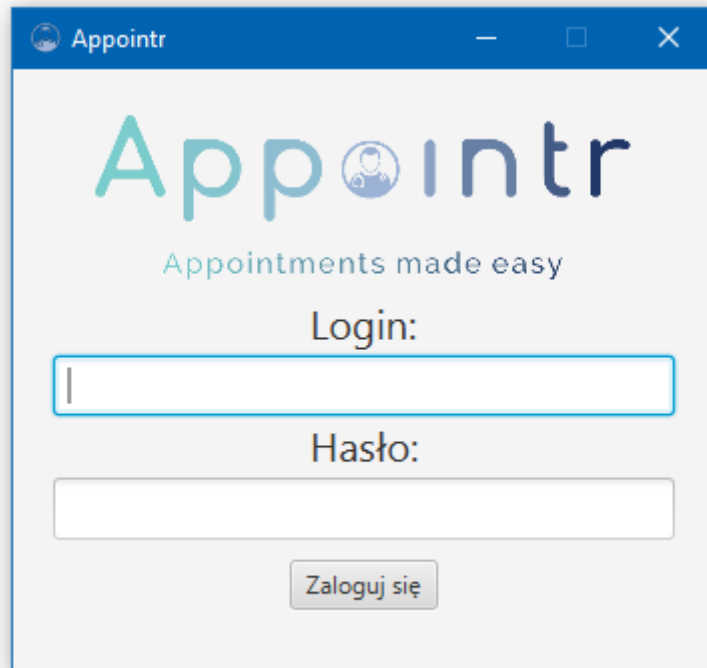 Appointr
Appointr
Appointments made easy
Login:
Hasło:
Zaloguj się